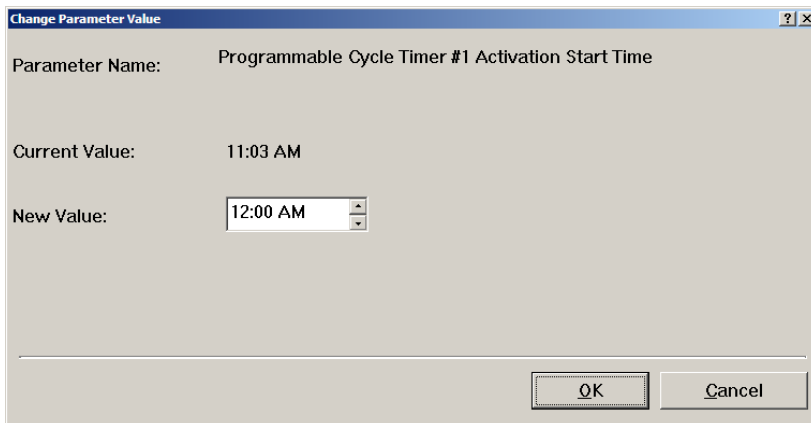 Change Parameter Value
Parameter Name: Programmable Cycle Timer #1 Activation Start Time
Current Value: 11:03 AM
New Value: 12:00 AM
OK Cancel